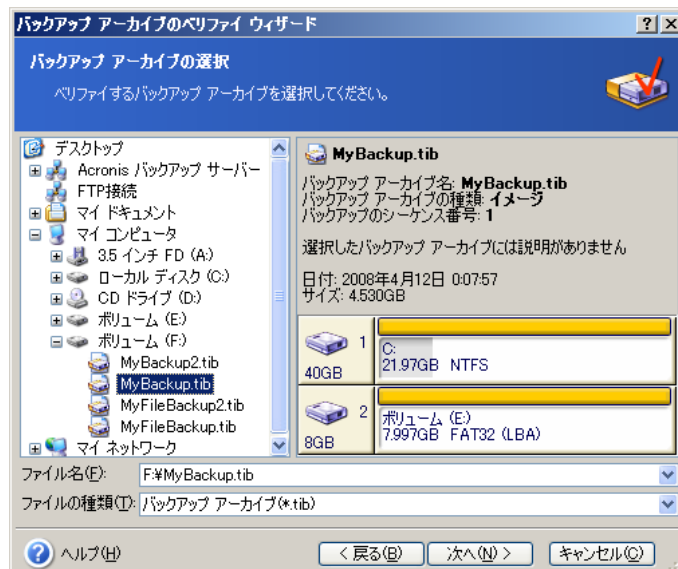 バックアップ アーカイブのベリファイ ウィザード
バックアップ アーカイブの選択
ベリファイするバックアップ アーカイブを選択してください。
デスクトップ
Acronis バックアップ サーバー
FTP接続
マイ ドキュメント
マイ コンピュータ
3.5 インチ FD (A:)
ローカル ディスク (C:)
CD ドライブ (D:)
ボリューム (E:)
ボリューム (F:)
MyBackup2.tib
MyBackup.tib
MyFileBackup2.tib
MyFileBackup.tib
マイ ネットワーク
MyBackup.tib
バックアップ アーカイブ名: MyBackup.tib
バックアップ アーカイブの種類: イメージ
バックアップのシーケンス番号: 1
選択したバックアップ アーカイブには説明がありません
日付: 2008年4月12日 0:07:57
サイズ: 4.530GB
1
40GB
C:
21.97GB NTFS
2
8GB
ボリューム (E:)
7.997GB FAT32 (LBA)
ファイル名(F): F:¥MyBackup.tib
ファイルの種類(T): バックアップ アーカイブ(*.tib)
ヘルプ(H)
< 戻る(B)
次へ(N) >
キャンセル(C)